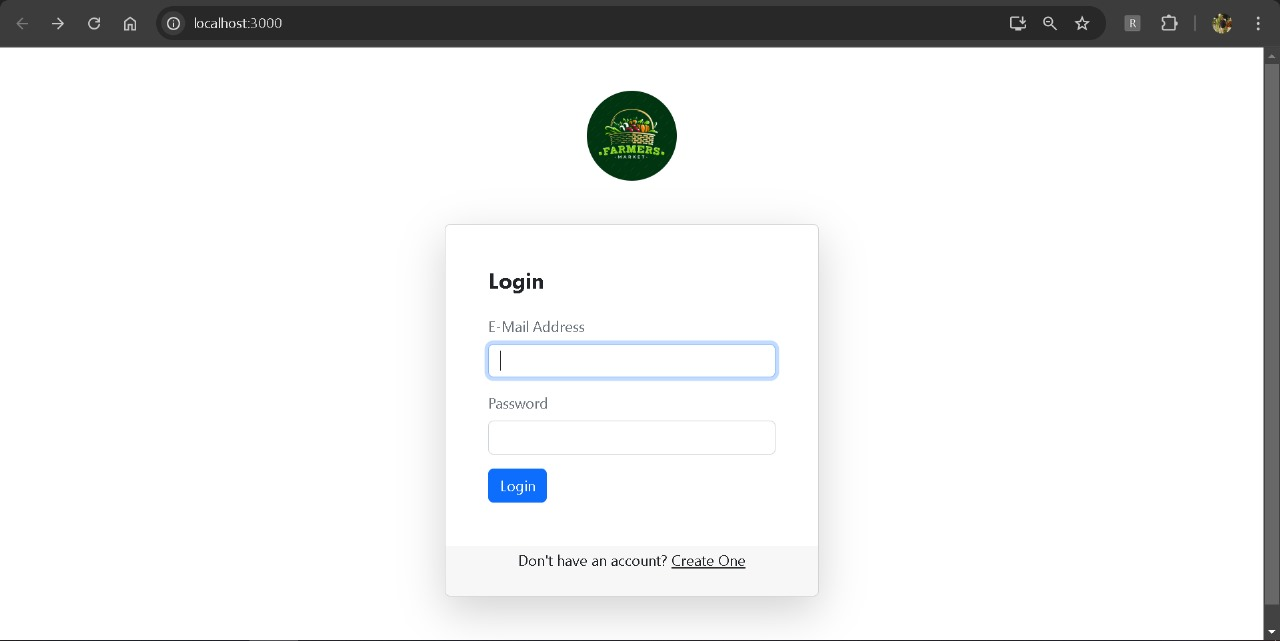 localhost:3000
R
FARMERS
MARKET
Login
E-Mail Address
Password
Login
Don't have an account? Create One